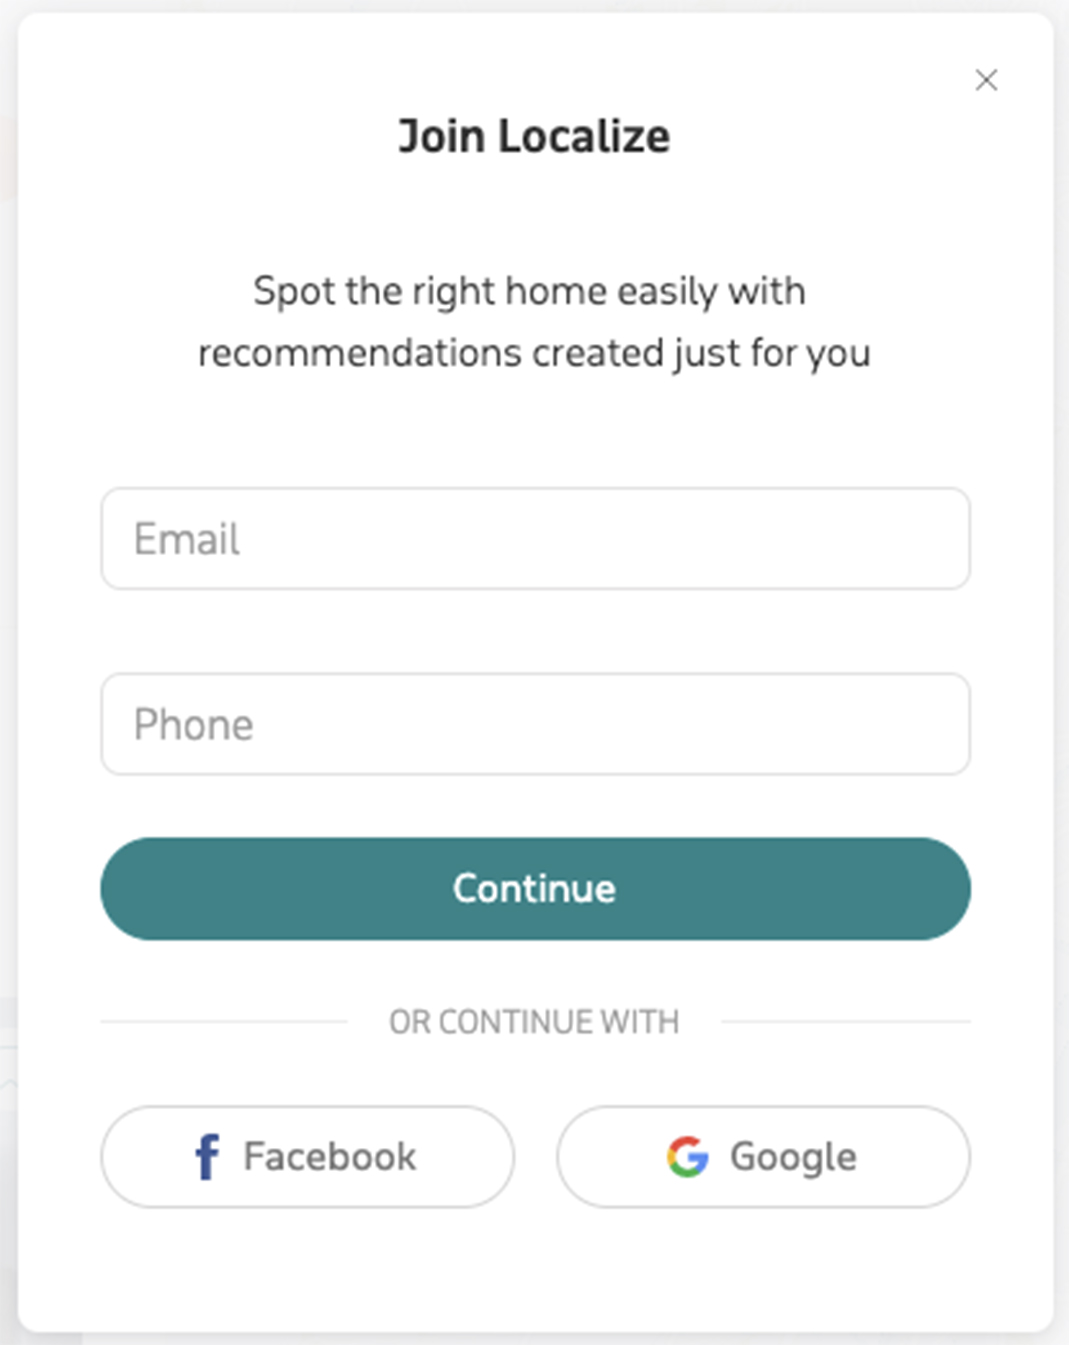 Join Localize
Spot the right home easily with
recommendations created just for you
Email
Phone
Continue
OR CONTINUE WITH
Facebook
Google